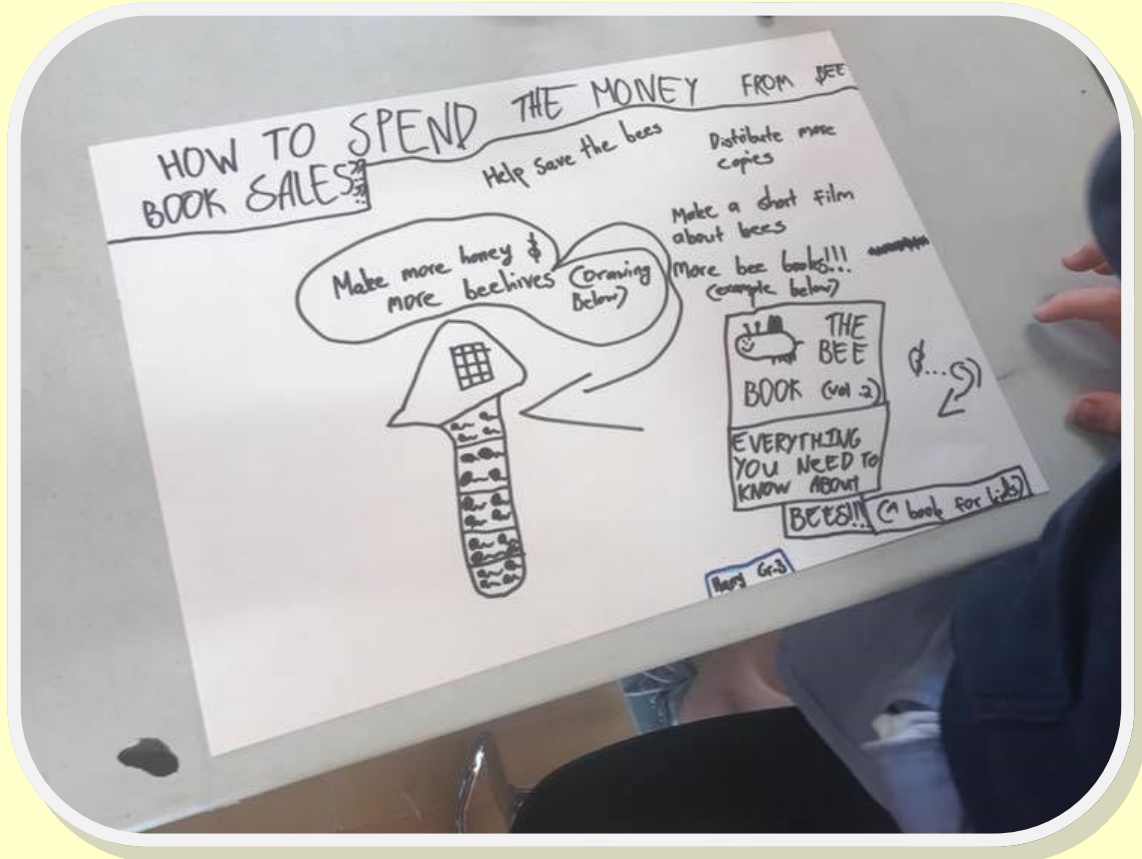 HOW TO SPEND THE MONEY FROM BEE
BOOK SALES???
Help save the bees
Distribute more
copies
Make a short film
about bees
Make more honey &
more beehives (Drawing
Below)
More bee books!!!
(example below)
THE
BEE
BOOK (vol.2)
EVERYTHING
YOU NEED TO
KNOW ABOUT
BEES!!! (A book for kids)
Gr.3